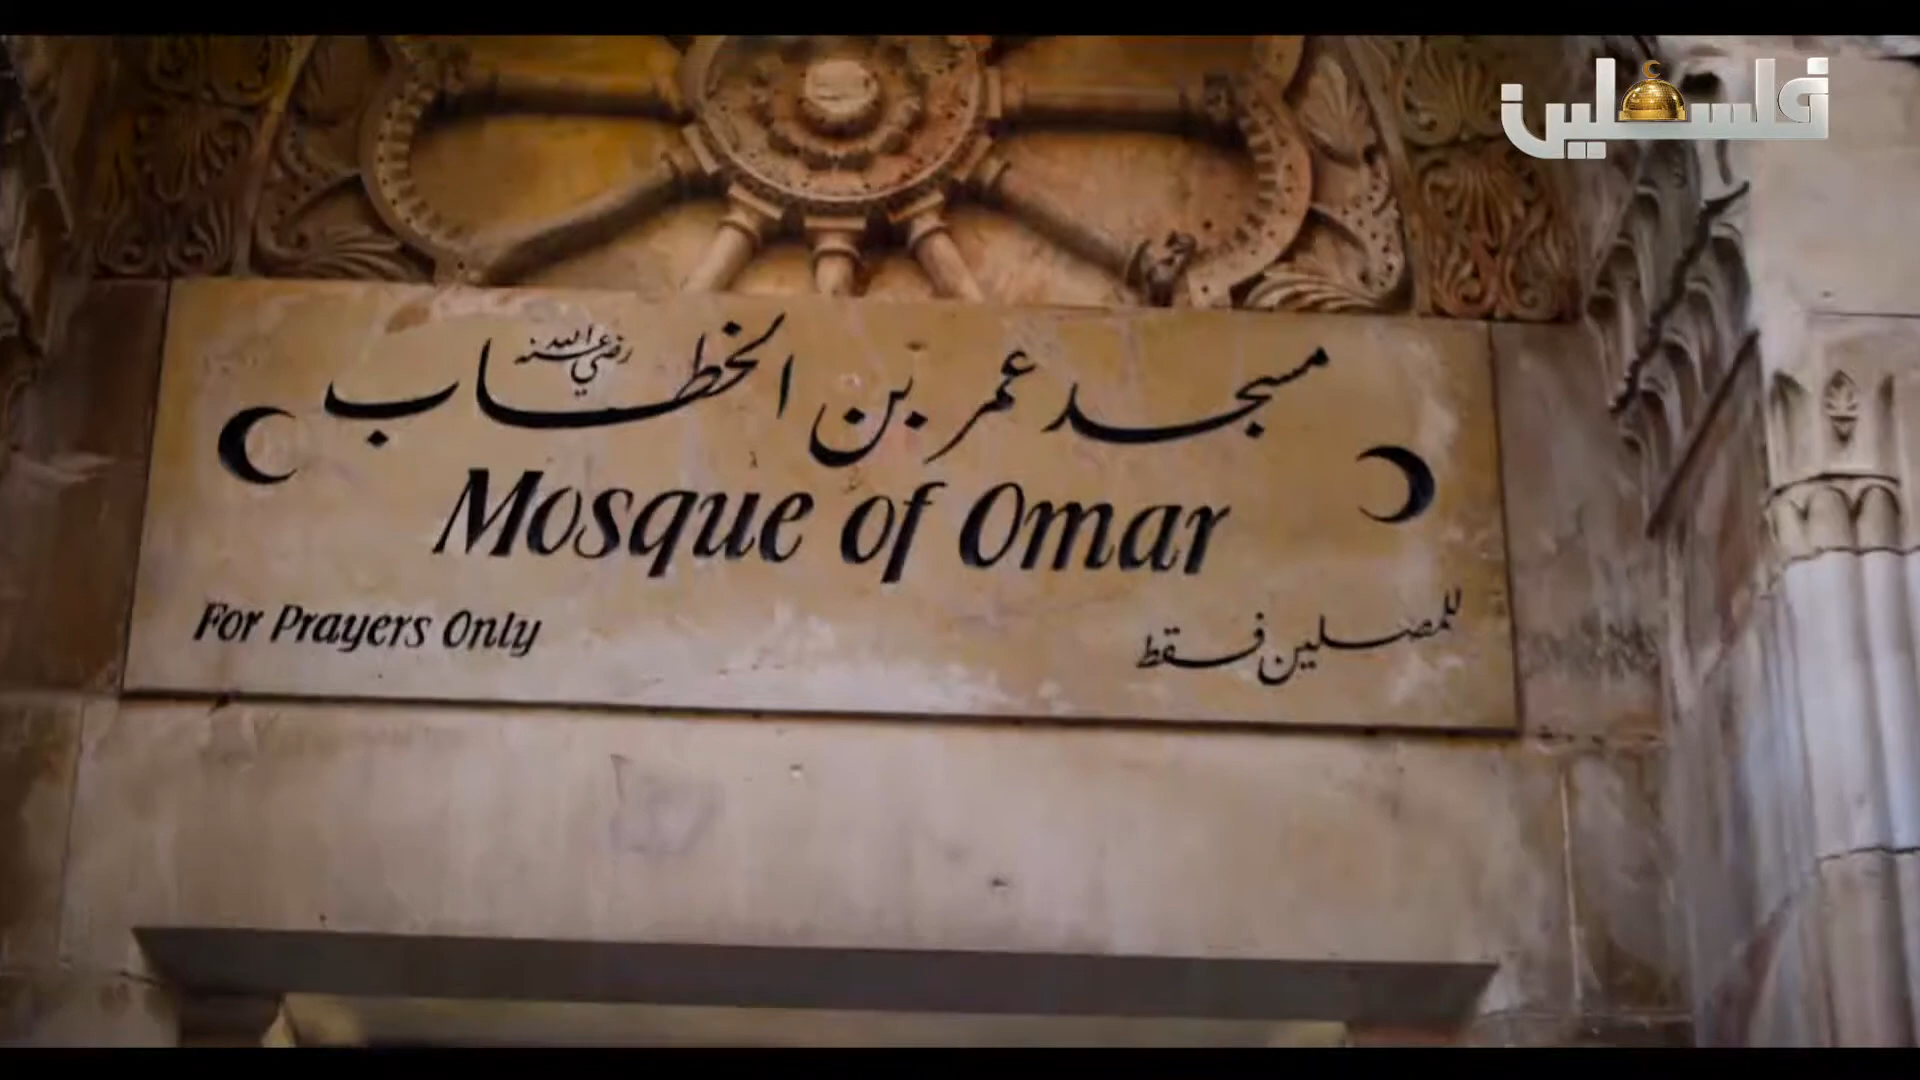 فلسطين
مسجد عمر بن الخطاب رضي الله عنه
Mosque of Omar
For Prayers Only
للمصلين فقط